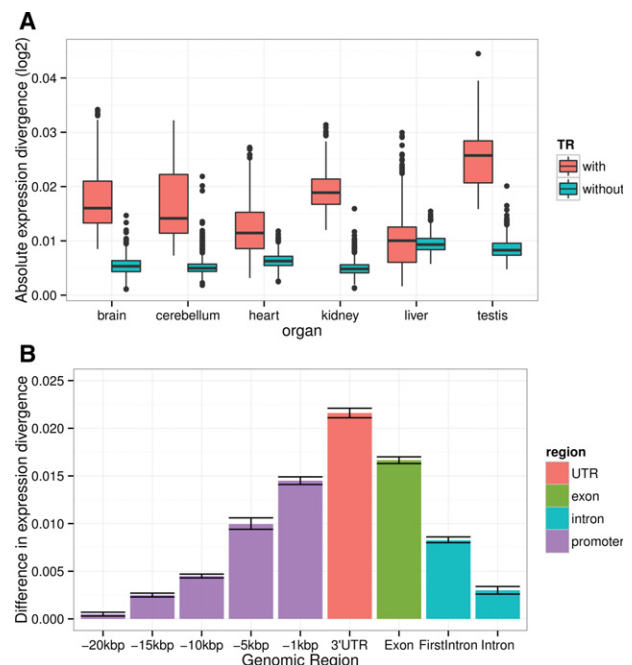 A
Absolute expression divergence (log2)
0.04
0.03
0.02
0.01
0.00
brain cerebellum heart kidney liver testis
organ
TR
with
without
B
Difference in expression divergence
0.025
0.020
0.015
0.010
0.005
0.000
−20kbp −15kbp −10kbp −5kbp −1kbp 3'UTR Exon FirstIntron Intron
Genomic Region
region
UTR
exon
intron
promoter